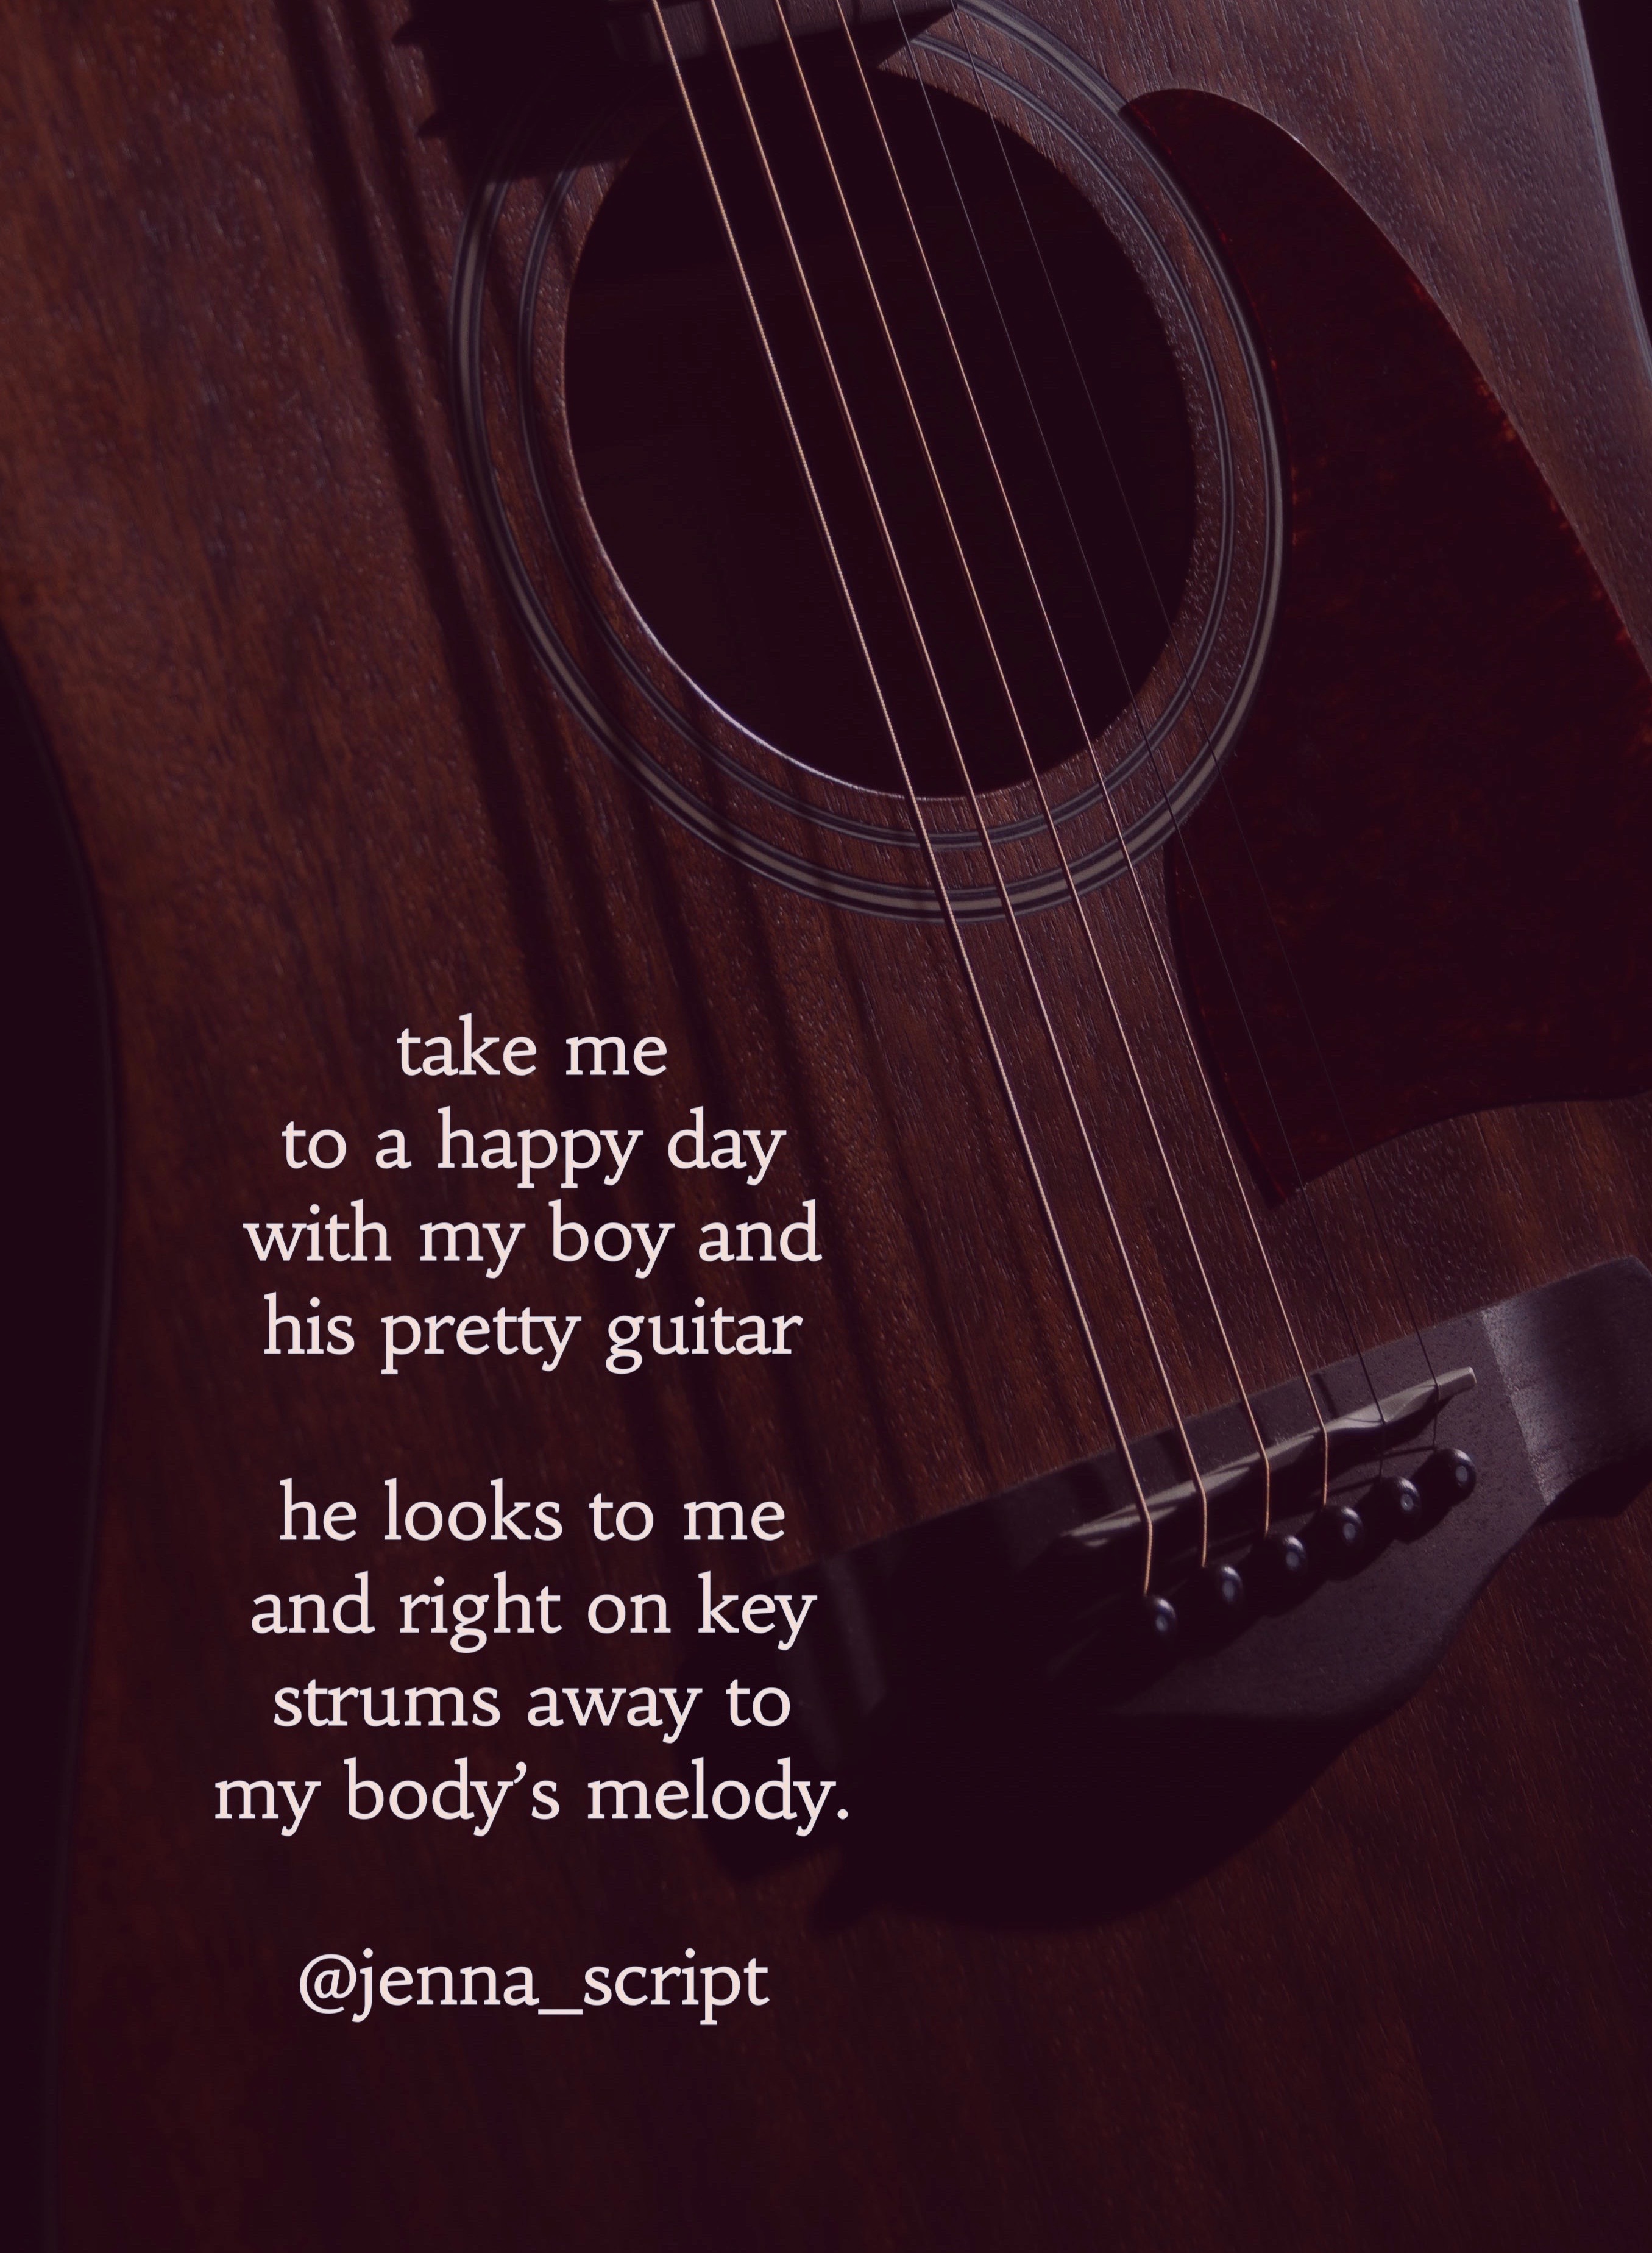 take me
to a happy day
with my boy and
his pretty guitar
he looks to me
and right on key
strums away to
my body’s melody.
@jenna_script